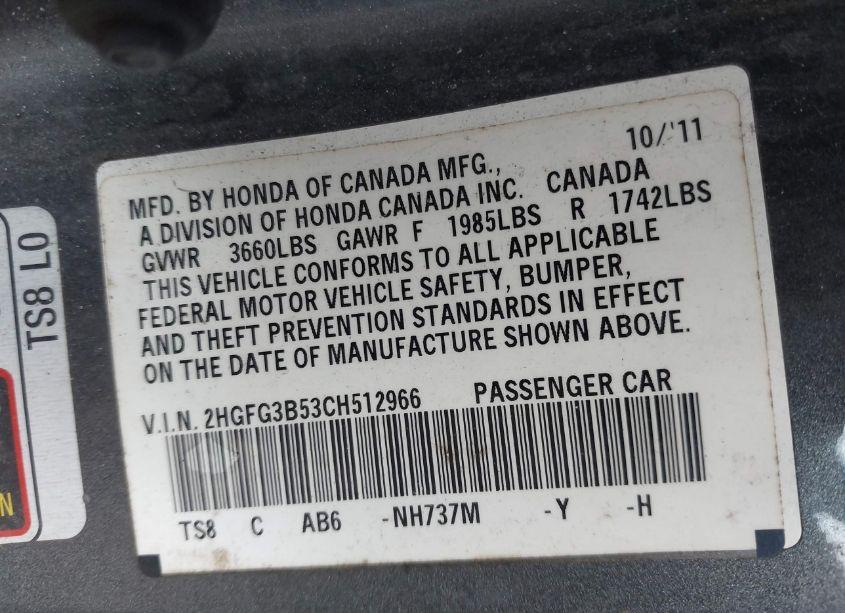 10/'11
MFD. BY HONDA OF CANADA MFG.,
A DIVISION OF HONDA CANADA INC. CANADA
GVWR 3660LBS GAWR F 1985LBS R 1742LBS
THIS VEHICLE CONFORMS TO ALL APPLICABLE
FEDERAL MOTOR VEHICLE SAFETY, BUMPER,
AND THEFT PREVENTION STANDARDS IN EFFECT
ON THE DATE OF MANUFACTURE SHOWN ABOVE.
V.I.N. 2HGFG3B53CH512966 PASSENGER CAR
TS8 C AB6 -NH737M -Y -H
TS8 L0
N